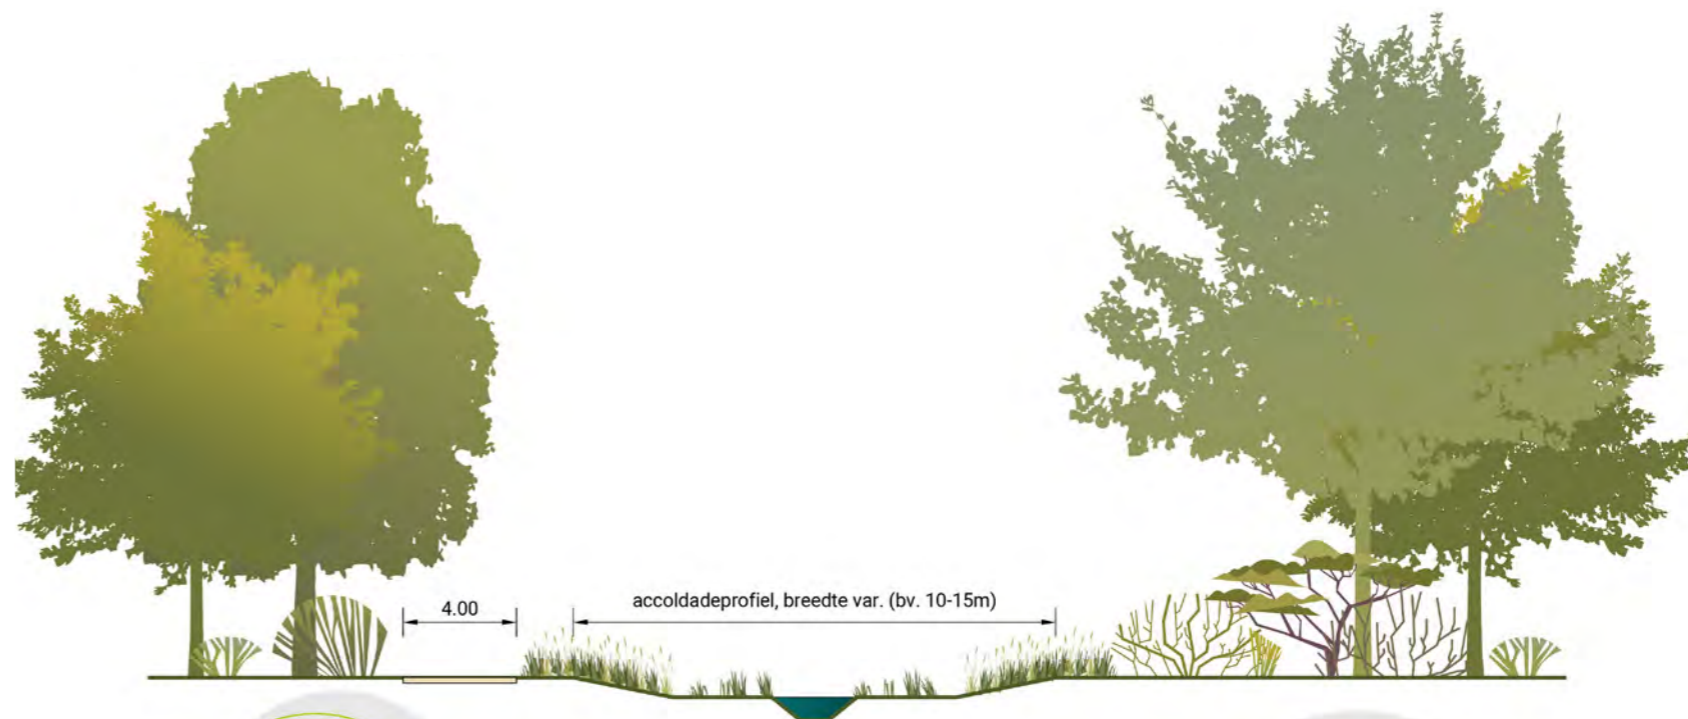 4.00
accoldadeprofiel, breedte var. (bv. 10-15m)